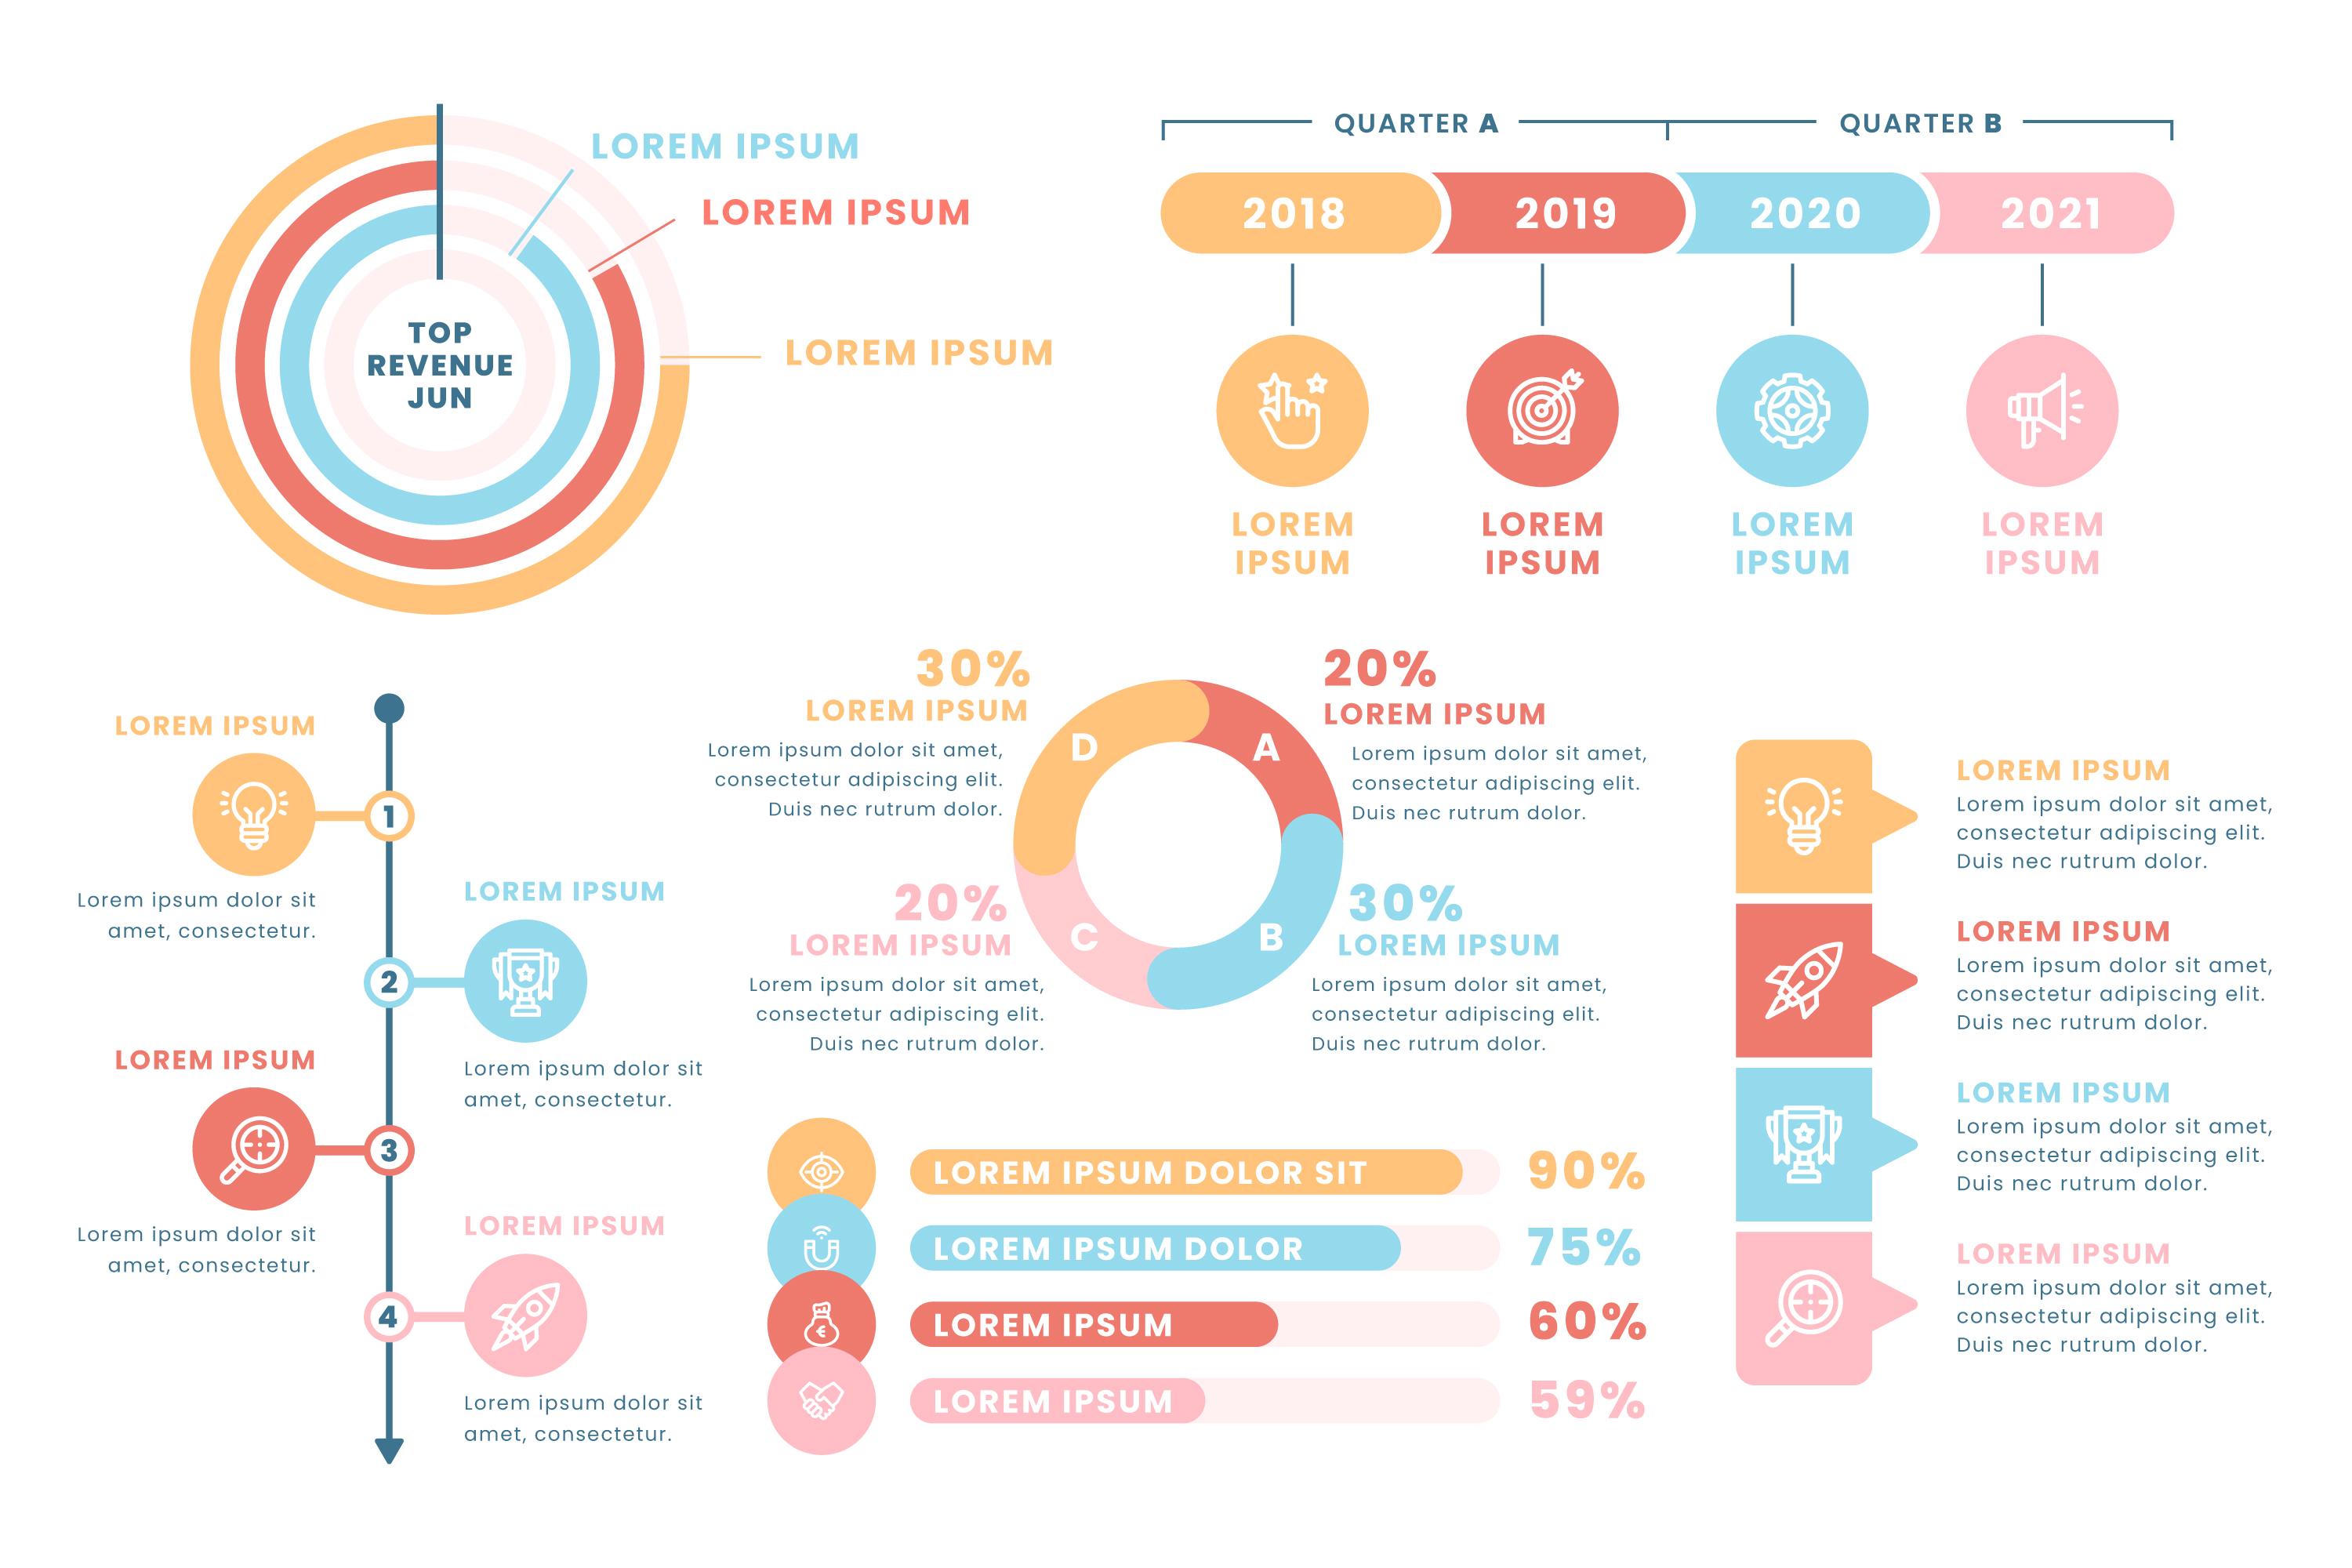 LOREM IPSUM
LOREM IPSUM
LOREM IPSUM
TOP
REVENUE
JUN
QUARTER A
QUARTER B
2018
2019
2020
2021
LOREM
IPSUM
LOREM
IPSUM
LOREM
IPSUM
LOREM
IPSUM
LOREM IPSUM
1
Lorem ipsum dolor sit
amet, consectetur.
LOREM IPSUM
2
Lorem ipsum dolor sit
amet, consectetur.
LOREM IPSUM
3
Lorem ipsum dolor sit
amet, consectetur.
LOREM IPSUM
4
Lorem ipsum dolor sit
amet, consectetur.
30%
LOREM IPSUM
Lorem ipsum dolor sit amet,
consectetur adipiscing elit.
Duis nec rutrum dolor.
20%
LOREM IPSUM
Lorem ipsum dolor sit amet,
consectetur adipiscing elit.
Duis nec rutrum dolor.
D
A
C
B
20%
LOREM IPSUM
Lorem ipsum dolor sit amet,
consectetur adipiscing elit.
Duis nec rutrum dolor.
30%
LOREM IPSUM
Lorem ipsum dolor sit amet,
consectetur adipiscing elit.
Duis nec rutrum dolor.
€
LOREM IPSUM DOLOR SIT
90%
LOREM IPSUM DOLOR
75%
LOREM IPSUM
60%
LOREM IPSUM
59%
LOREM IPSUM
Lorem ipsum dolor sit amet,
consectetur adipiscing elit.
Duis nec rutrum dolor.
LOREM IPSUM
Lorem ipsum dolor sit amet,
consectetur adipiscing elit.
Duis nec rutrum dolor.
LOREM IPSUM
Lorem ipsum dolor sit amet,
consectetur adipiscing elit.
Duis nec rutrum dolor.
LOREM IPSUM
Lorem ipsum dolor sit amet,
consectetur adipiscing elit.
Duis nec rutrum dolor.